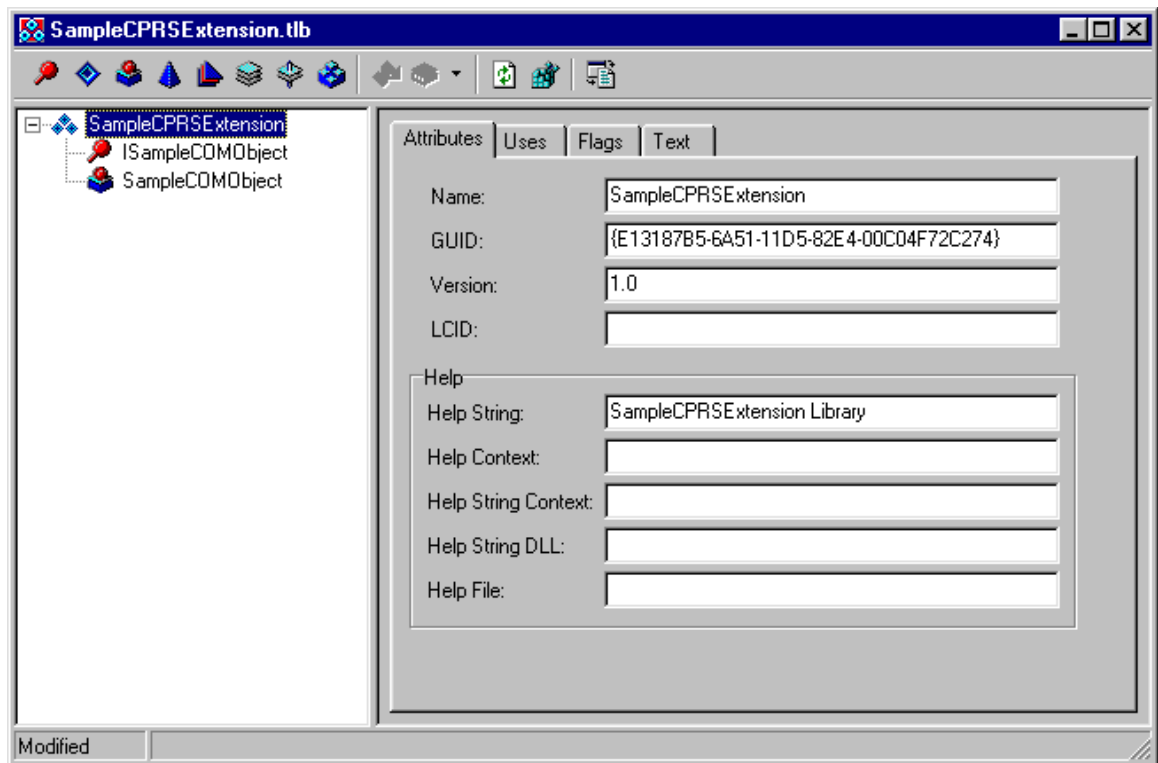 SampleCPRSExtension.tlb
SampleCPRSExtension
ISampleCOMObject
SampleCOMObject
Attributes Uses Flags Text
Name: SampleCPRSExtension
GUID: {E13187B5-6A51-11D5-82E4-00C04F72C274}
Version: 1.0
LCID:
Help
Help String: SampleCPRSExtension Library
Help Context:
Help String Context:
Help String DLL:
Help File:
Modified